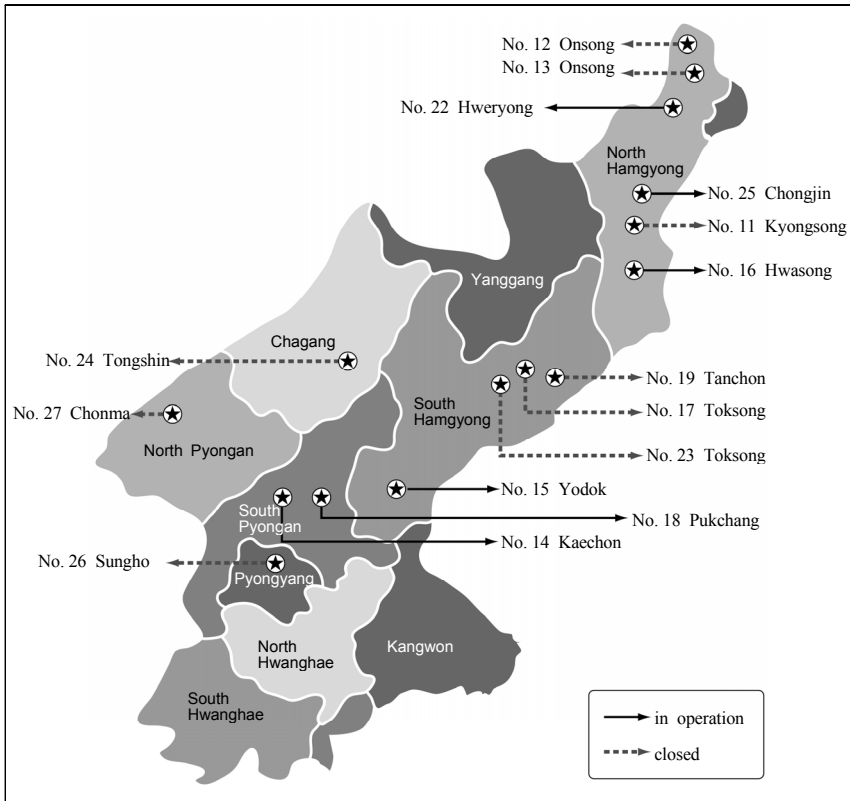 No. 12 Onsong
No. 13 Onsong
No. 22 Hweryong
North
Hamgyong
No. 25 Chongjin
No. 11 Kyongsong
No. 16 Hwasong
Yanggang
Chagang
No. 24 Tongshin
No. 19 Tanchon
No. 27 Chonma
South
Hamgyong
No. 17 Toksong
North Pyongan
No. 23 Toksong
No. 15 Yodok
South
Pyongan
No. 18 Pukchang
No. 14 Kaechon
No. 26 Sungho
Pyongyang
North
Hwanghae
Kangwon
South
Hwanghae
in operation
closed